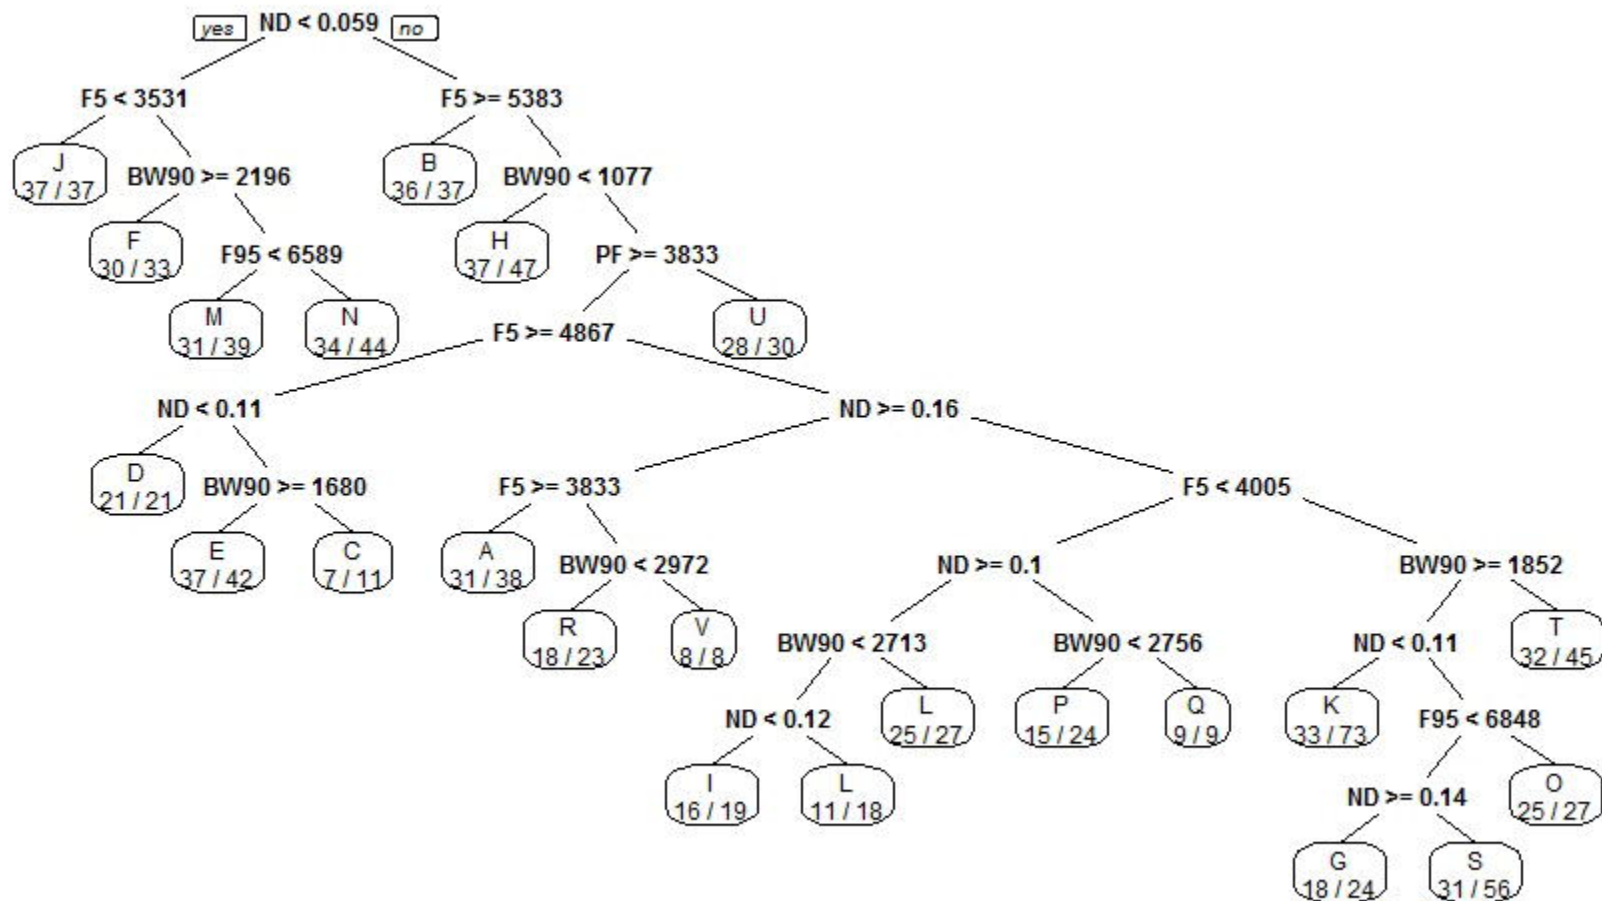 yes ND < 0.059 no
F5 < 3531 F5 >= 5383
J B
37 / 37 BW90 >= 2196 36 / 37 BW90 < 1077
F H
30 / 33 F95 < 6589 37 / 47 PF >= 3833
M N U
31 / 39 34 / 44 F5 >= 4867 28 / 30
ND < 0.11 ND >= 0.16
D
21 / 21 BW90 >= 1680 F5 >= 3833 F5 < 4005
E C A
37 / 42 7 / 11 31 / 38 BW90 < 2972 ND >= 0.1 BW90 >= 1852
R V T
18 / 23 8 / 8 BW90 < 2713 BW90 < 2756 ND < 0.11 32 / 45
L P Q K
ND < 0.12 25 / 27 15 / 24 9 / 9 33 / 73 F95 < 6848
I L O
16 / 19 11 / 18 ND >= 0.14 25 / 27
G S
18 / 24 31 / 56